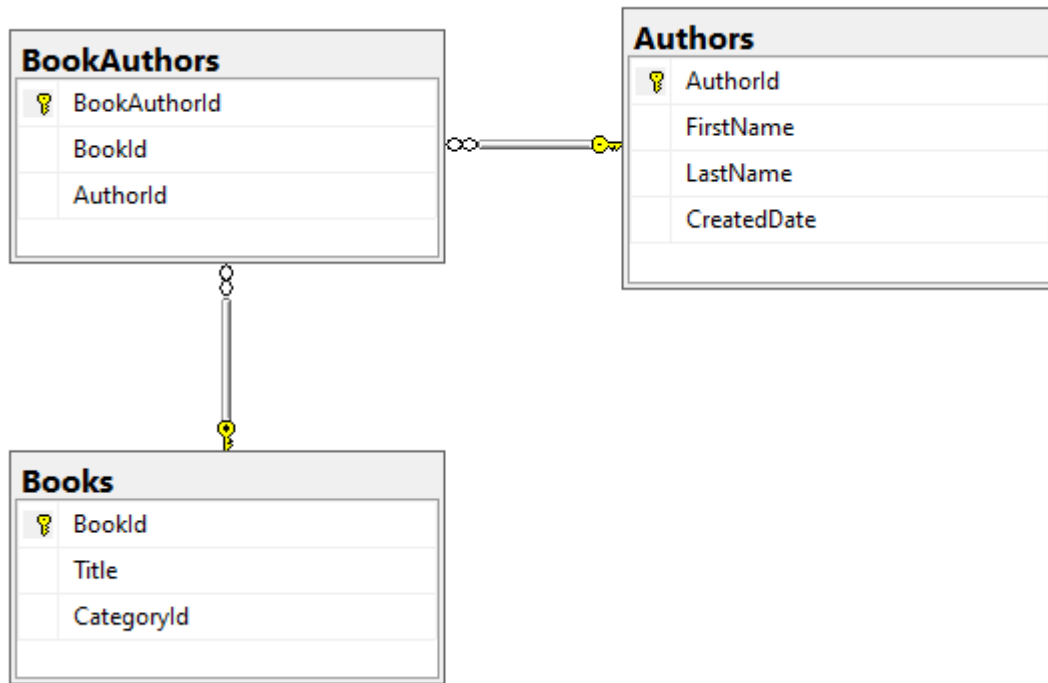 BookAuthors
BookAuthorId
BookId
AuthorId
Authors
AuthorId
FirstName
LastName
CreatedDate
Books
BookId
Title
CategoryId